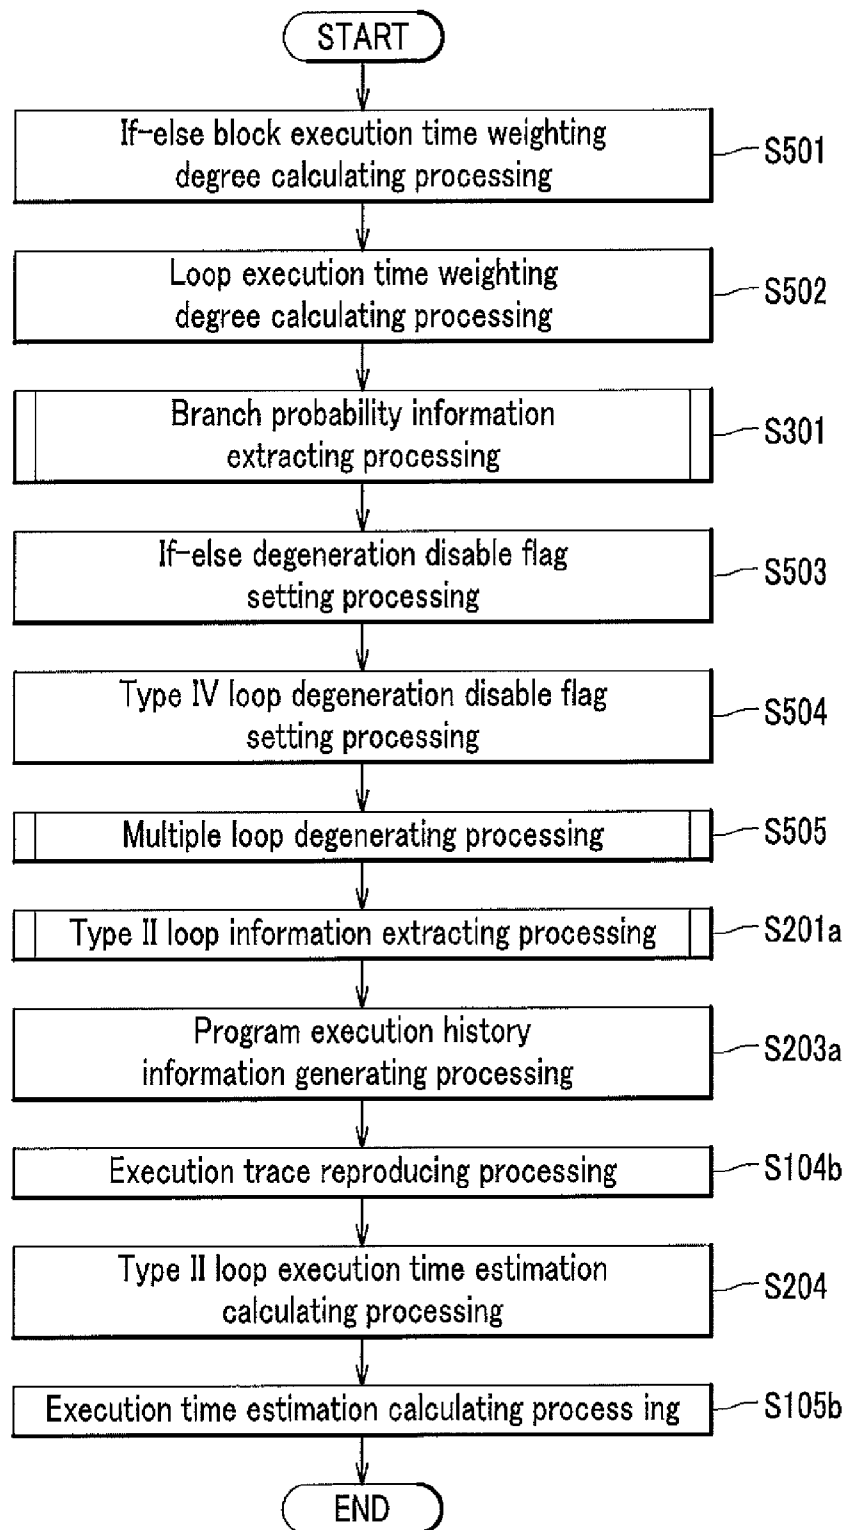 START
If-else block execution time weighting
degree calculating processing
S501
Loop execution time weighting
degree calculating processing
S502
Branch probability information
extracting processing
S301
If-else degeneration disable flag
setting processing
S503
Type IV loop degeneration disable flag
setting processing
S504
Multiple loop degenerating processing
S505
Type II loop information extracting processing
S201a
Program execution history
information generating processing
S203a
Execution trace reproducing processing
S104b
Type II loop execution time estimation
calculating processing
S204
Execution time estimation calculating process ing
S105b
END